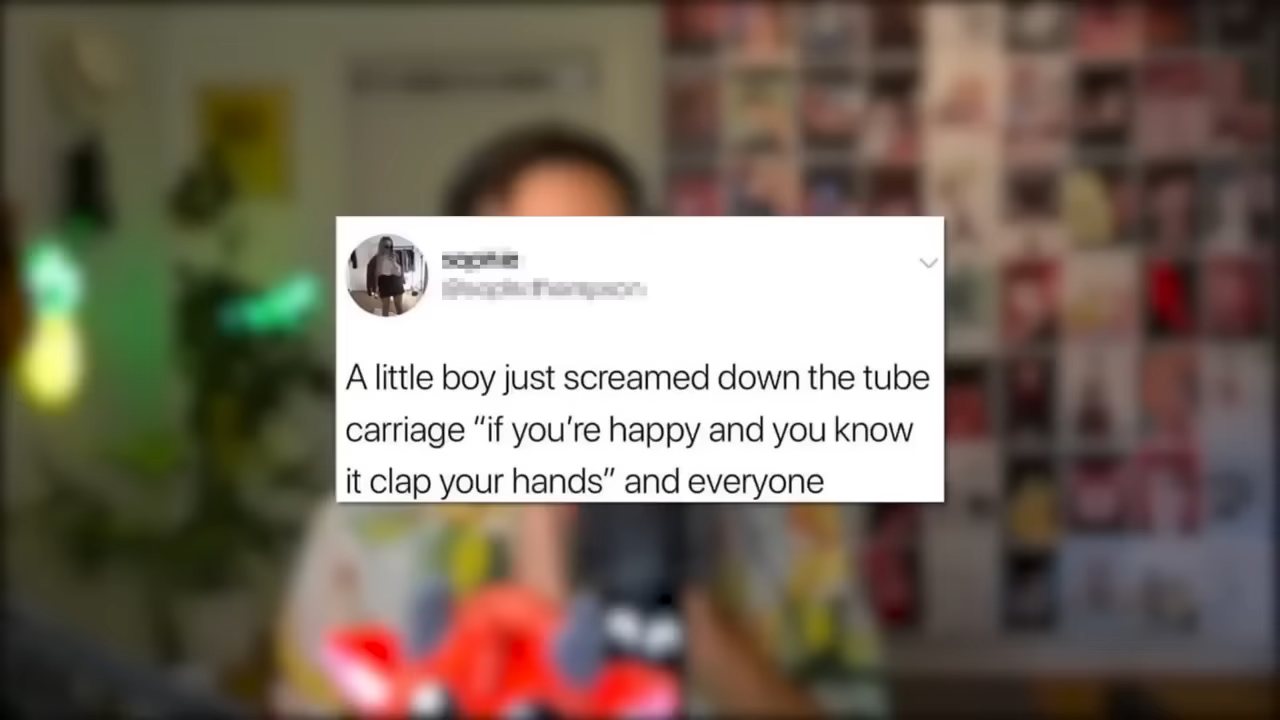 A little boy just screamed down the tube
carriage “if you’re happy and you know
it clap your hands” and everyone